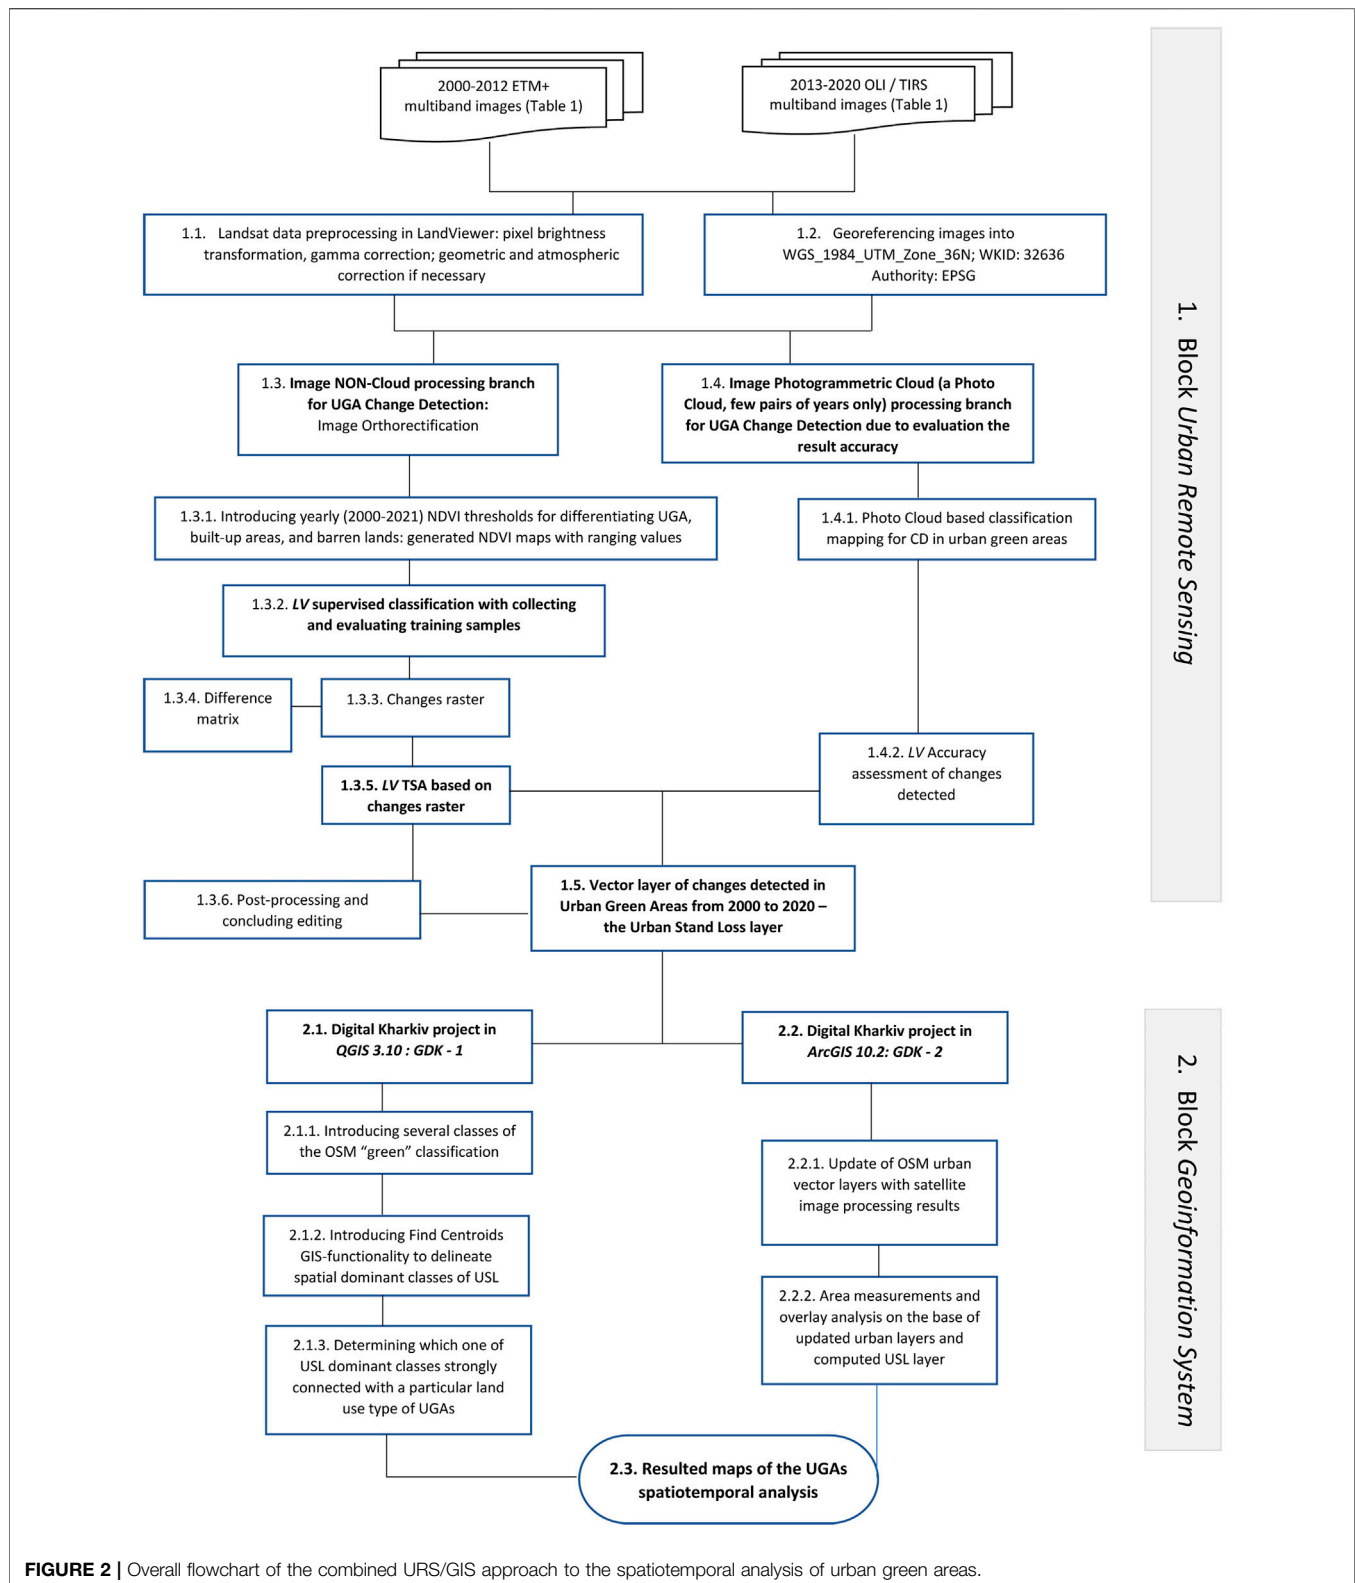 2000-2012 ETM+
multiband images (Table 1)
2013-2020 OLI / TIRS
multiband images (Table 1)
1.1. Landsat data preprocessing in LandViewer: pixel brightness
transformation, gamma correction; geometric and atmospheric
correction if necessary
1.2. Georeferencing images into
WGS_1984_UTM_Zone_36N; WKID: 32636
Authority: EPSG
1.3. Image NON-Cloud processing branch
for UGA Change Detection:
Image Orthorectification
1.4. Image Photogrammetric Cloud (a Photo
Cloud, few pairs of years only) processing branch
for UGA Change Detection due to evaluation the
result accuracy
1.3.1. Introducing yearly (2000-2021) NDVI thresholds for differentiating UGA,
built-up areas, and barren lands: generated NDVI maps with ranging values
1.4.1. Photo Cloud based classification
mapping for CD in urban green areas
1.3.2. LV supervised classification with collecting
and evaluating training samples
1.3.4. Difference
matrix
1.3.3. Changes raster
1.4.2. LV Accuracy
assessment of changes
detected
1.3.5. LV TSA based on
changes raster
1.3.6. Post-processing and
concluding editing
1.5. Vector layer of changes detected in
Urban Green Areas from 2000 to 2020 –
the Urban Stand Loss layer
1. Block Urban Remote Sensing
2.1. Digital Kharkiv project in
QGIS 3.10 : GDK - 1
2.2. Digital Kharkiv project in
ArcGIS 10.2: GDK - 2
2.1.1. Introducing several classes of
the OSM “green” classification
2.2.1. Update of OSM urban
vector layers with satellite
image processing results
2.1.2. Introducing Find Centroids
GIS-functionality to delineate
spatial dominant classes of USL
2.2.2. Area measurements and
overlay analysis on the base of
updated urban layers and
computed USL layer
2.1.3. Determining which one of
USL dominant classes strongly
connected with a particular land
use type of UGAs
2.3. Resulted maps of the UGAs
spatiotemporal analysis
2. Block Geoinformation System
FIGURE 2 | Overall flowchart of the combined URS/GIS approach to the spatiotemporal analysis of urban green areas.